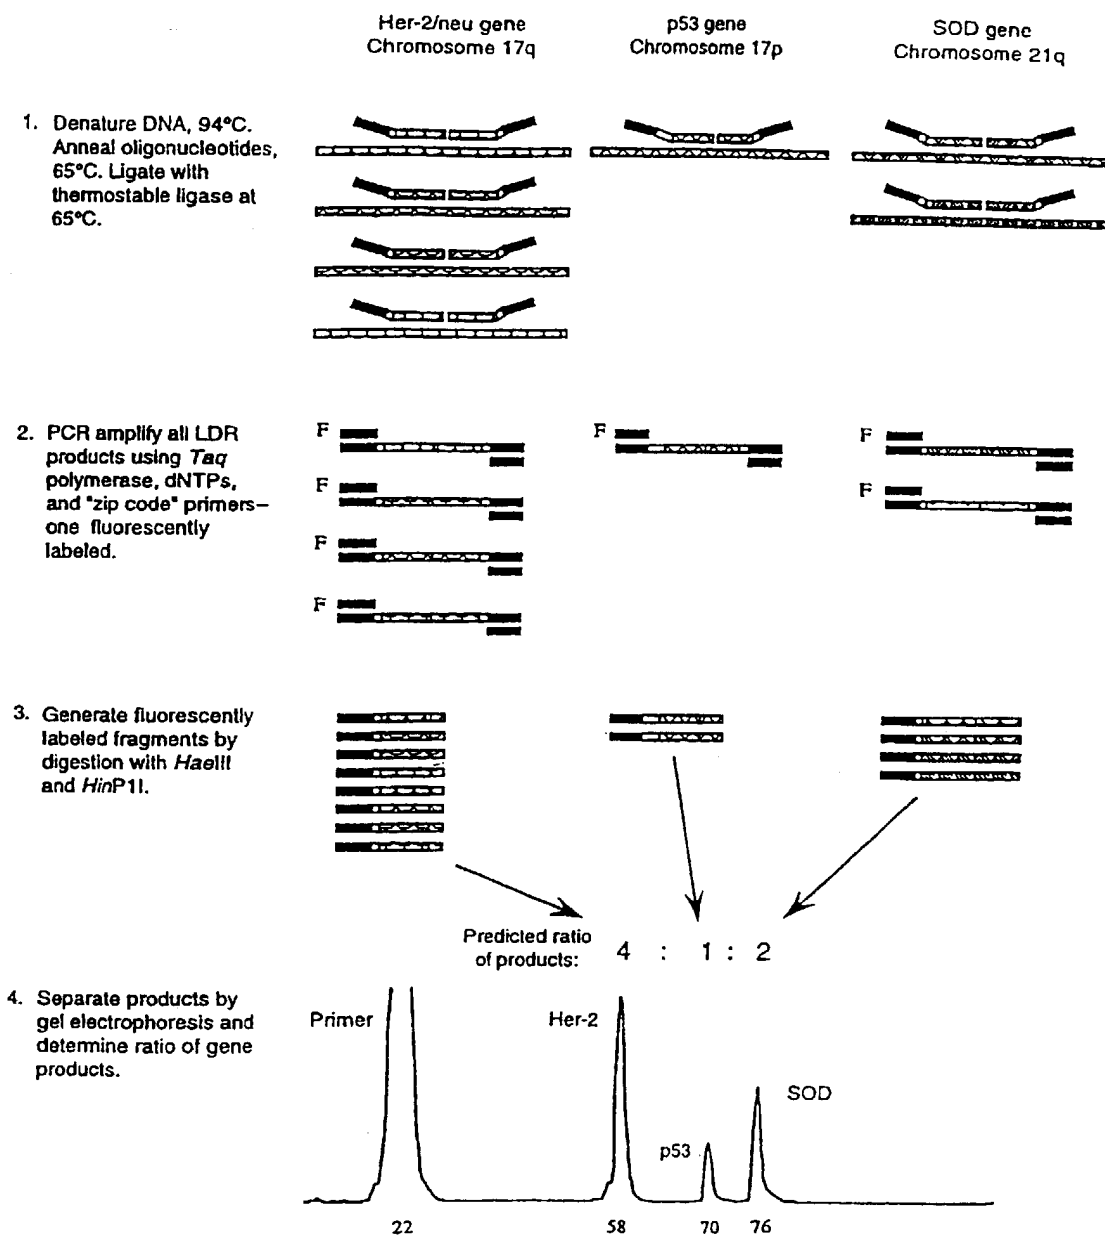 Her-2/neu gene
Chromosome 17q
p53 gene
Chromosome 17p
SOD gene
Chromosome 21q
1. Denature DNA, 94°C.
Anneal oligonucleotides,
65°C. Ligate with
thermostable ligase at
65°C.
2. PCR amplify all LDR
products using Taq
polymerase, dNTPs,
and "zip code" primers–
one fluorescently
labeled.
F
F
F
F
F
F
F
3. Generate fluorescently
labeled fragments by
digestion with HaeIII
and HinP1I.
Predicted ratio
of products:
4 : 1 : 2
4. Separate products by
gel electrophoresis and
determine ratio of gene
products.
Primer
Her-2
p53
SOD
22
58
70
76